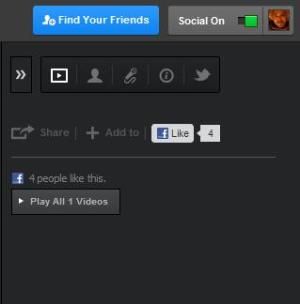 Find Your Friends
Social On
Share
Add to
Like
4
4 people like this.
Play All 1 Videos